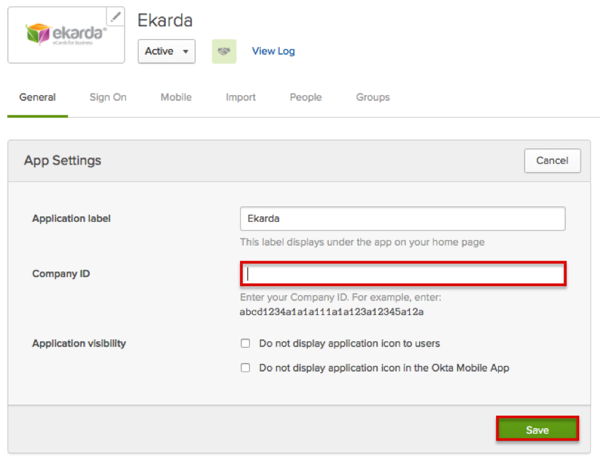 ekarda®
eCards for business
Ekarda
Active
View Log
General Sign On Mobile Import People Groups
App Settings
Cancel
Application label
Ekarda
This label displays under the app on your home page
Company ID
Enter your Company ID. For example, enter:
abcd1234a1a1a111a1a123a12345a12a
Application visibility
Do not display application icon to users
Do not display application icon in the Okta Mobile App
Save